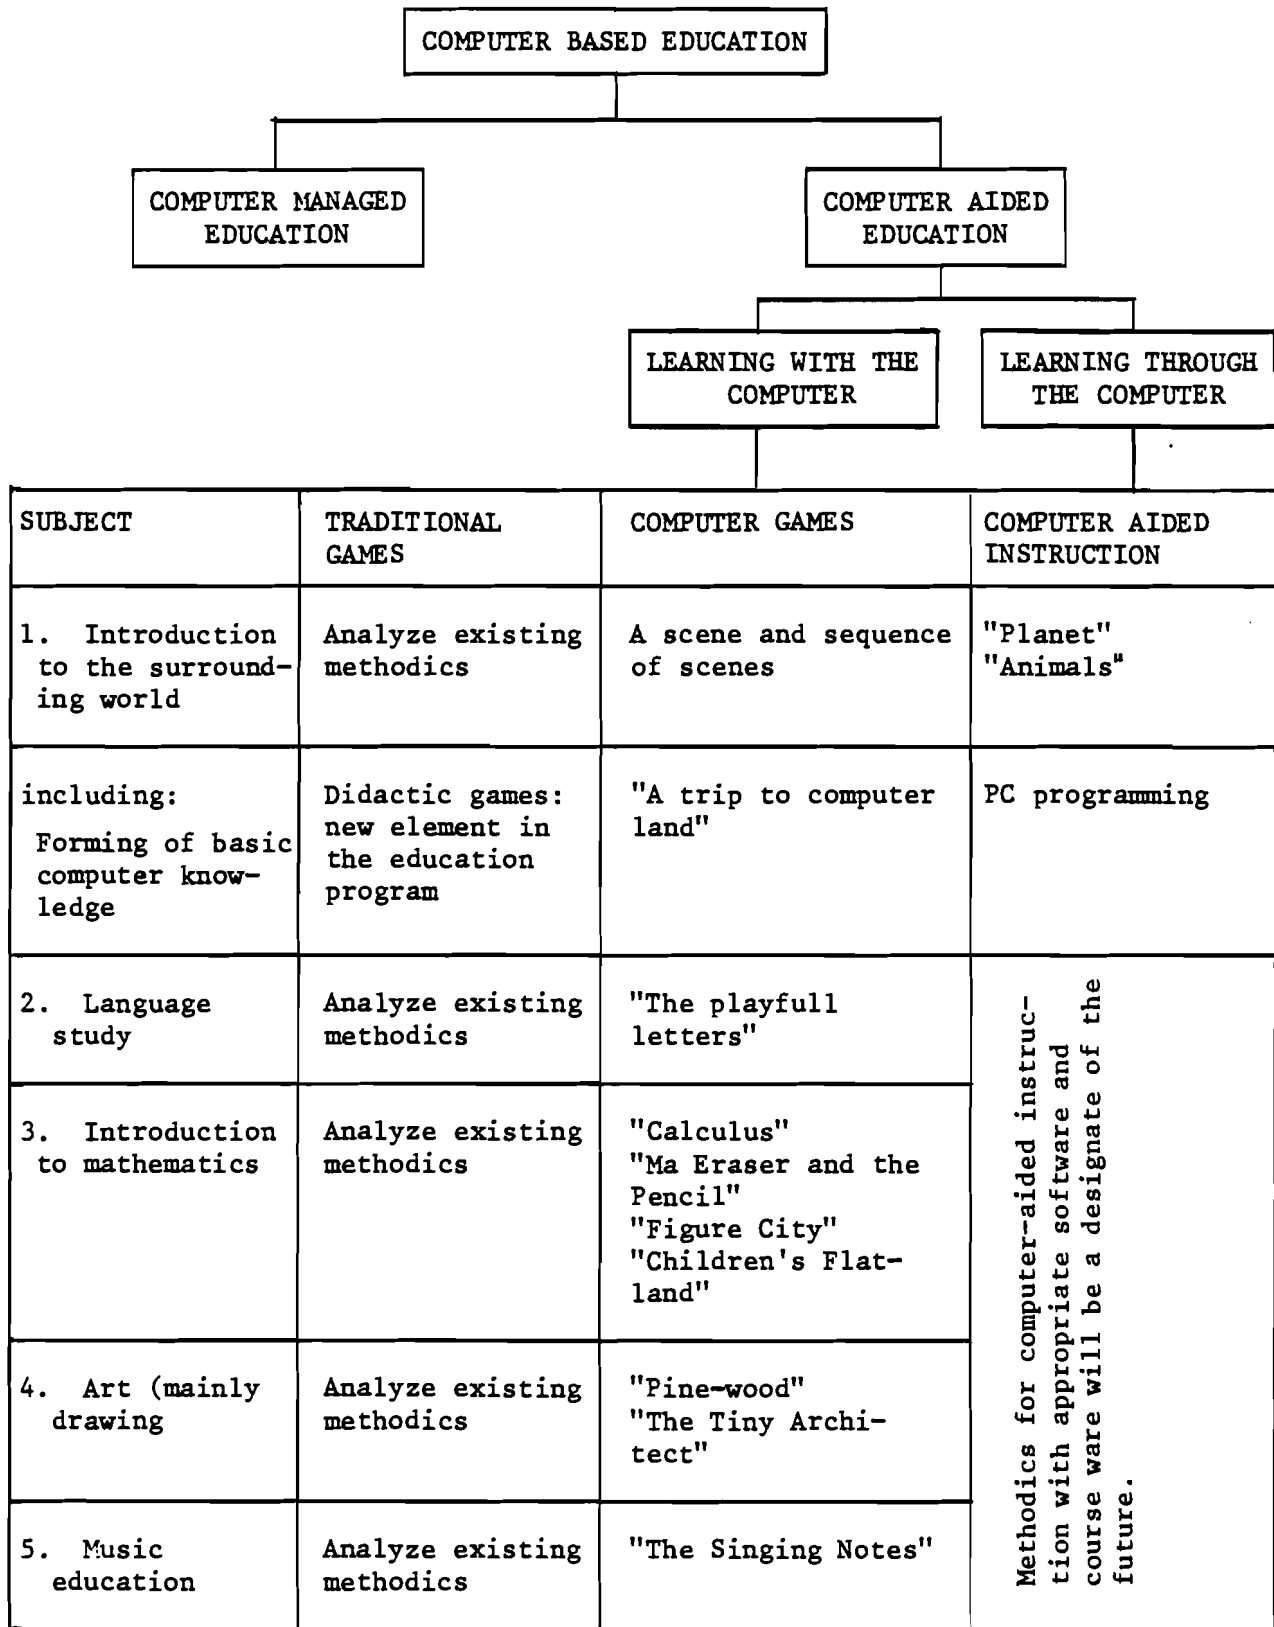 COMPUTER BASED EDUCATION
COMPUTER MANAGED
EDUCATION
COMPUTER AIDED
EDUCATION
LEARNING WITH THE
COMPUTER
LEARNING THROUGH
THE COMPUTER
SUBJECT
TRADITIONAL
GAMES
COMPUTER GAMES
COMPUTER AIDED
INSTRUCTION
1. Introduction
to the surround-
ing world
Analyze existing
methodics
A scene and sequence
of scenes
"Planet"
"Animals"
including:
Forming of basic
computer know-
ledge
Didactic games:
new element in
the education
program
"A trip to computer
land"
PC programming
2. Language
study
Analyze existing
methodics
"The playfull
letters"
3. Introduction
to mathematics
Analyze existing
methodics
"Calculus"
"Ma Eraser and the
Pencil"
"Figure City"
"Children's Flat-
land"
4. Art (mainly
drawing
Analyze existing
methodics
"Pine-wood"
"The Tiny Archi-
tect"
5. Music
education
Analyze existing
methodics
"The Singing Notes"
Methodics for computer-aided instruc-
tion with appropriate software and
course ware will be a designate of the
future.